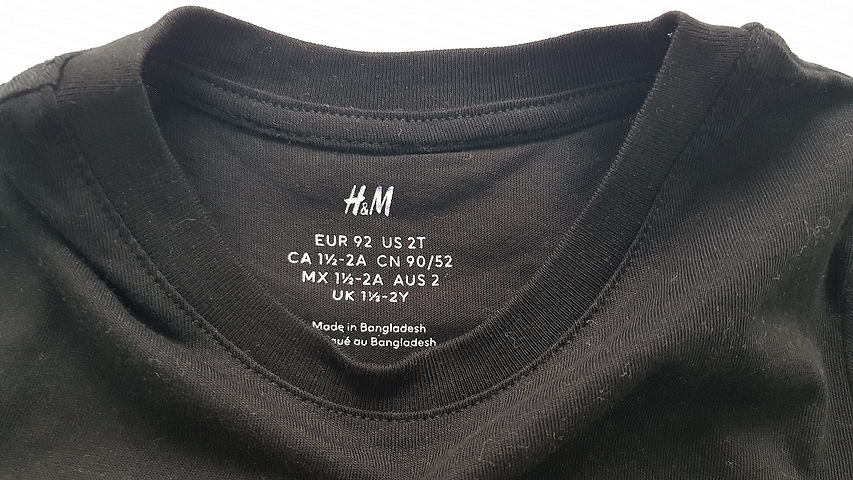 H&M
EUR 92 US 2T
CA 1½-2A CN 90/52
MX 1½-2A AUS 2
UK 1½-2Y
Made in Bangladesh
au Bangladesh